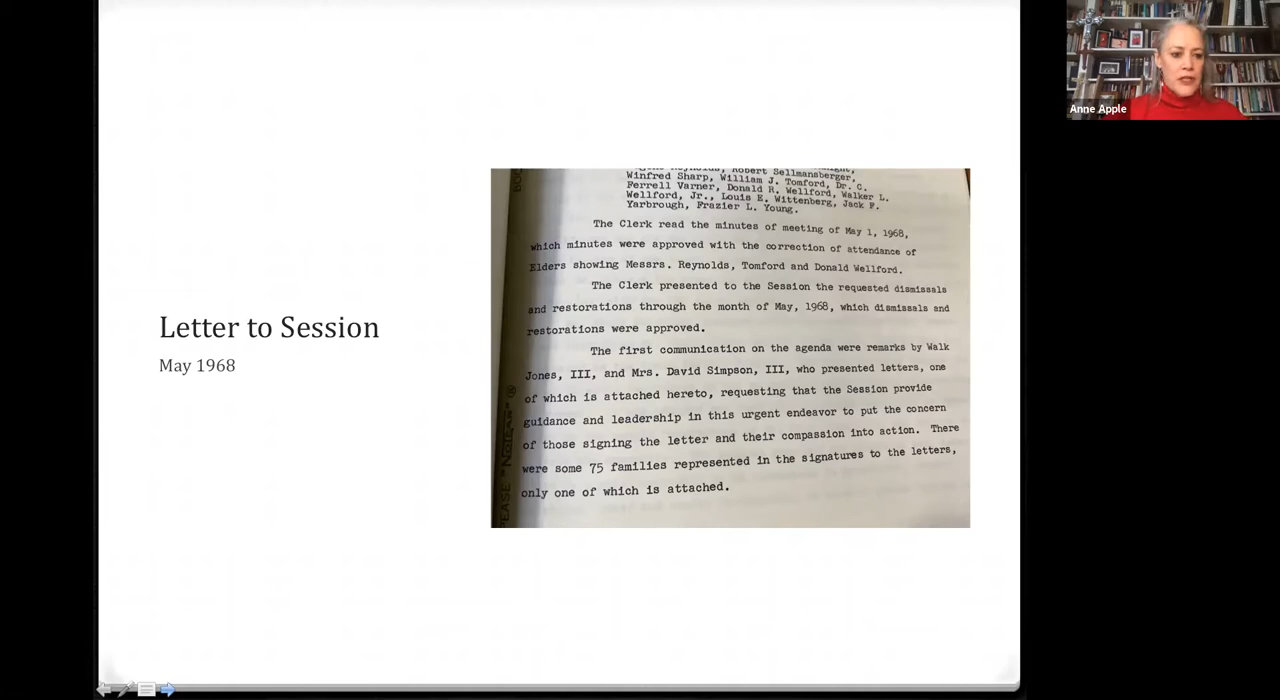 Letter to Session
May 1968
Robert Sellmansberger,
Winfred Sharp, William J. Tomford, Dr. C.
Ferrell Varner, Donald R. Wellford, Walker L.
Wellford, Jr., Louis E. Wittenberg, Jack F.
Yarbrough, Frazier L. Young.
The Clerk read the minutes of meeting of May 1, 1968,
which minutes were approved with the correction of attendance of
Elders showing Messrs. Reynolds, Tomford and Donald Wellford.
The Clerk presented to the Session the requested dismissals
and restorations through the month of May, 1968, which dismissals and
restorations were approved.
The first communication on the agenda were remarks by Walk
Jones, III, and Mrs. David Simpson, III, who presented letters, one
of which is attached hereto, requesting that the Session provide
guidance and leadership in this urgent endeavor to put the concern
of those signing the letter and their compassion into action. There
were some 75 families represented in the signatures to the letters,
only one of which is attached.
Anne Apple